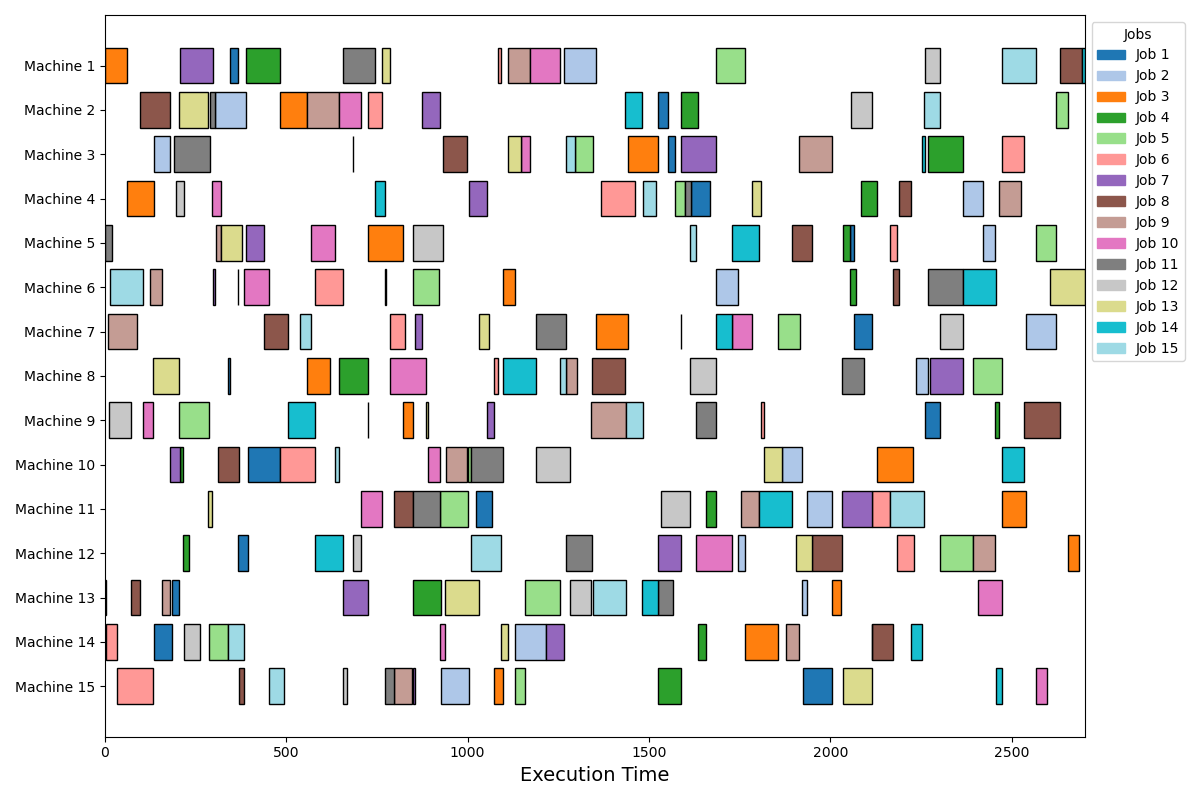 Machine 1
Machine 2
Machine 3
Machine 4
Machine 5
Machine 6
Machine 7
Machine 8
Machine 9
Machine 10
Machine 11
Machine 12
Machine 13
Machine 14
Machine 15
0 500 1000 1500 2000 2500
Execution Time
Jobs
Job 1
Job 2
Job 3
Job 4
Job 5
Job 6
Job 7
Job 8
Job 9
Job 10
Job 11
Job 12
Job 13
Job 14
Job 15